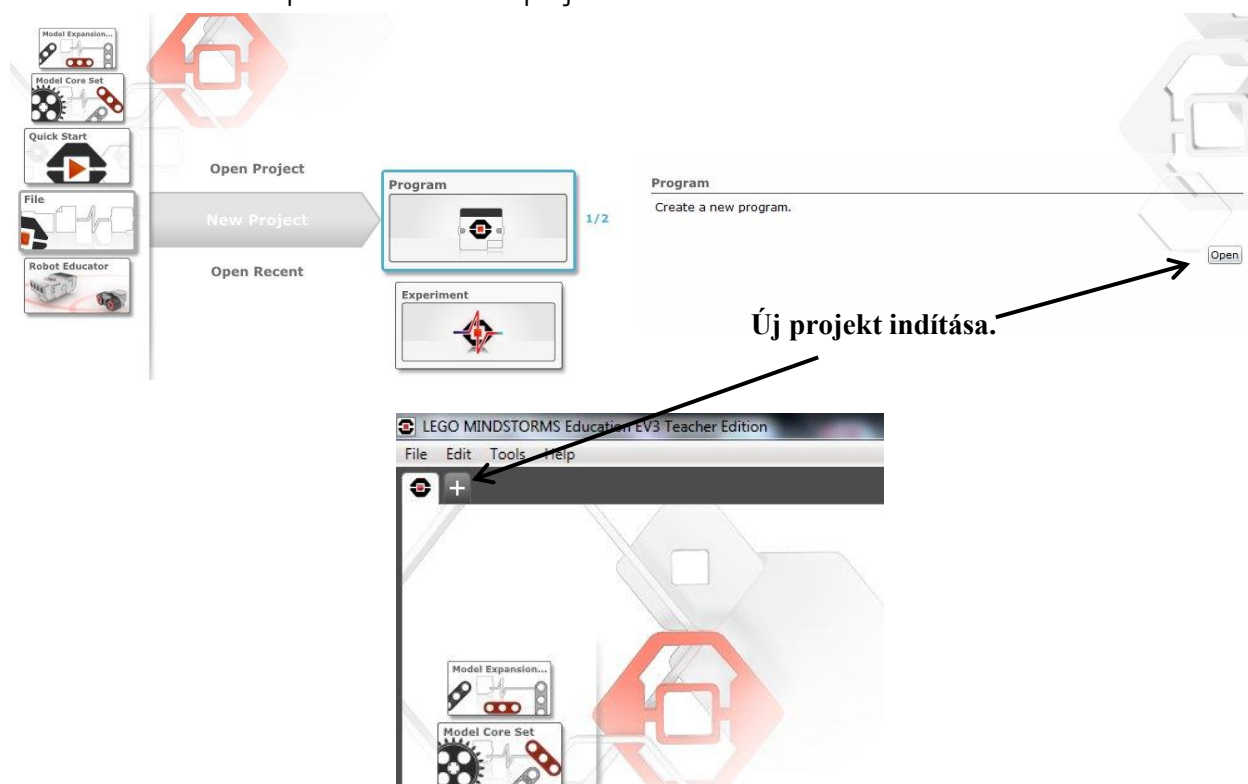 Model Expansion...
Model Core Set
Quick Start
File
Robot Educator
Open Project
New Project
Open Recent
Program
1/2
Experiment
Program
Create a new program.
Open
Új projekt indítása.
LEGO MINDSTORMS Education EV3 Teacher Edition
File Edit Tools Help
Model Expansion...
Model Core Set